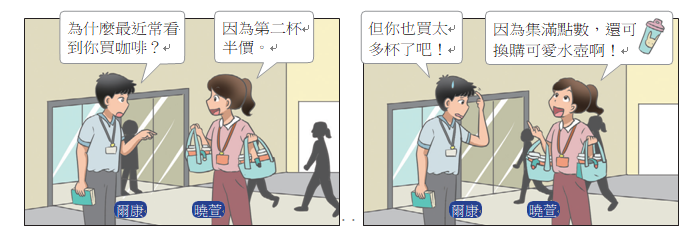 為什麼最近常看
到你買咖啡？
因為第二杯
半價。
爾康
曉萱
但你也買太
多杯了吧！
因為集滿點數，還可
換購可愛水壺啊！
爾康
曉萱